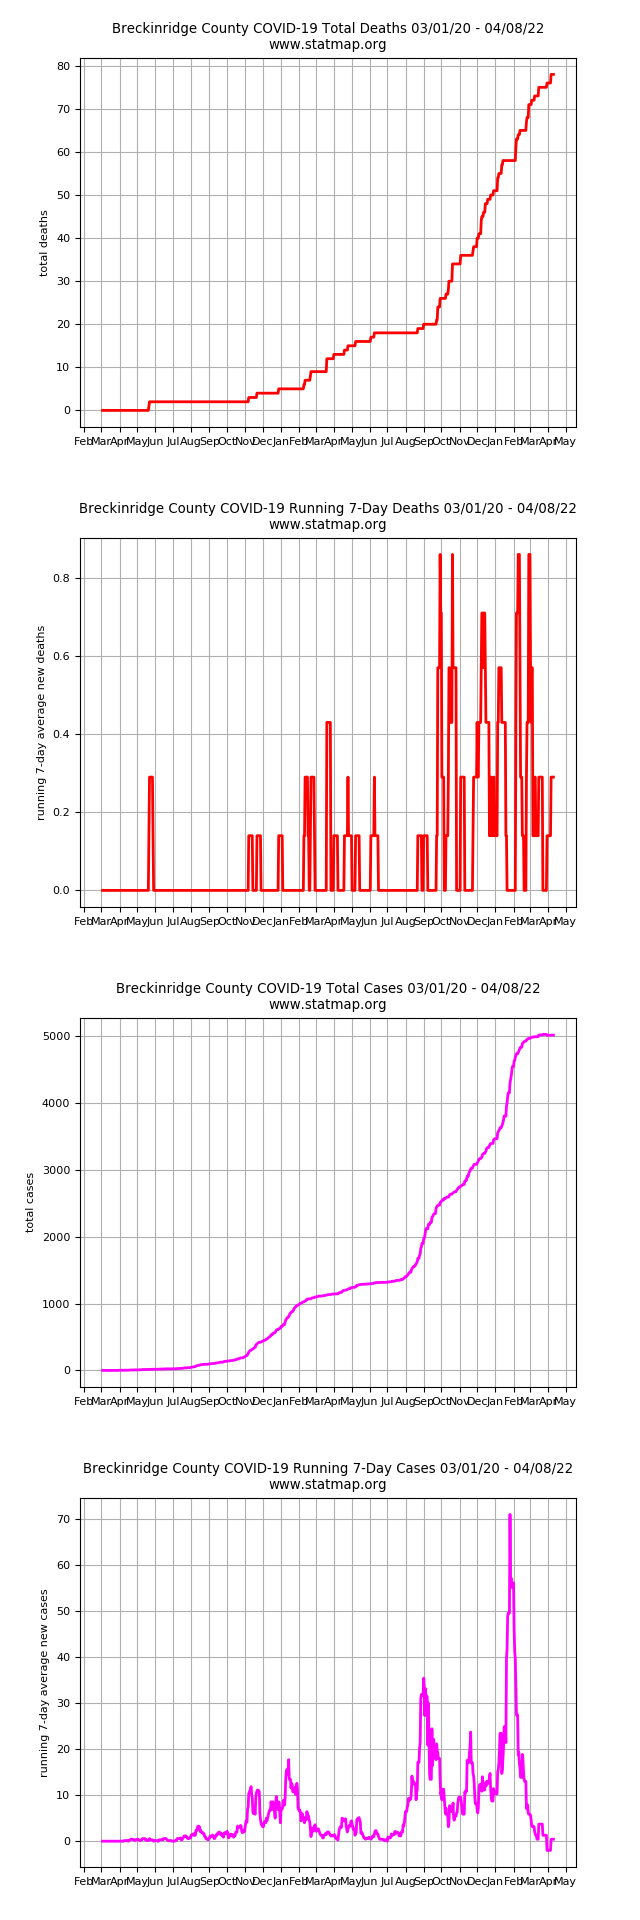 Breckinridge County COVID-19 Total Deaths 03/01/20 - 04/08/22
www.statmap.org
80
70
60
50
40
30
20
10
0
total deaths
Feb Mar Apr May Jun Jul Aug Sep Oct Nov Dec Jan Feb Mar Apr May Jun Jul Aug Sep Oct Nov Dec Jan Feb Mar Apr May
Breckinridge County COVID-19 Running 7-Day Deaths 03/01/20 - 04/08/22
www.statmap.org
0.8
0.6
0.4
0.2
0.0
running 7-day average new deaths
Feb Mar Apr May Jun Jul Aug Sep Oct Nov Dec Jan Feb Mar Apr May Jun Jul Aug Sep Oct Nov Dec Jan Feb Mar Apr May
Breckinridge County COVID-19 Total Cases 03/01/20 - 04/08/22
www.statmap.org
5000
4000
3000
2000
1000
0
total cases
Feb Mar Apr May Jun Jul Aug Sep Oct Nov Dec Jan Feb Mar Apr May Jun Jul Aug Sep Oct Nov Dec Jan Feb Mar Apr May
Breckinridge County COVID-19 Running 7-Day Cases 03/01/20 - 04/08/22
www.statmap.org
70
60
50
40
30
20
10
0
running 7-day average new cases
Feb Mar Apr May Jun Jul Aug Sep Oct Nov Dec Jan Feb Mar Apr May Jun Jul Aug Sep Oct Nov Dec Jan Feb Mar Apr May